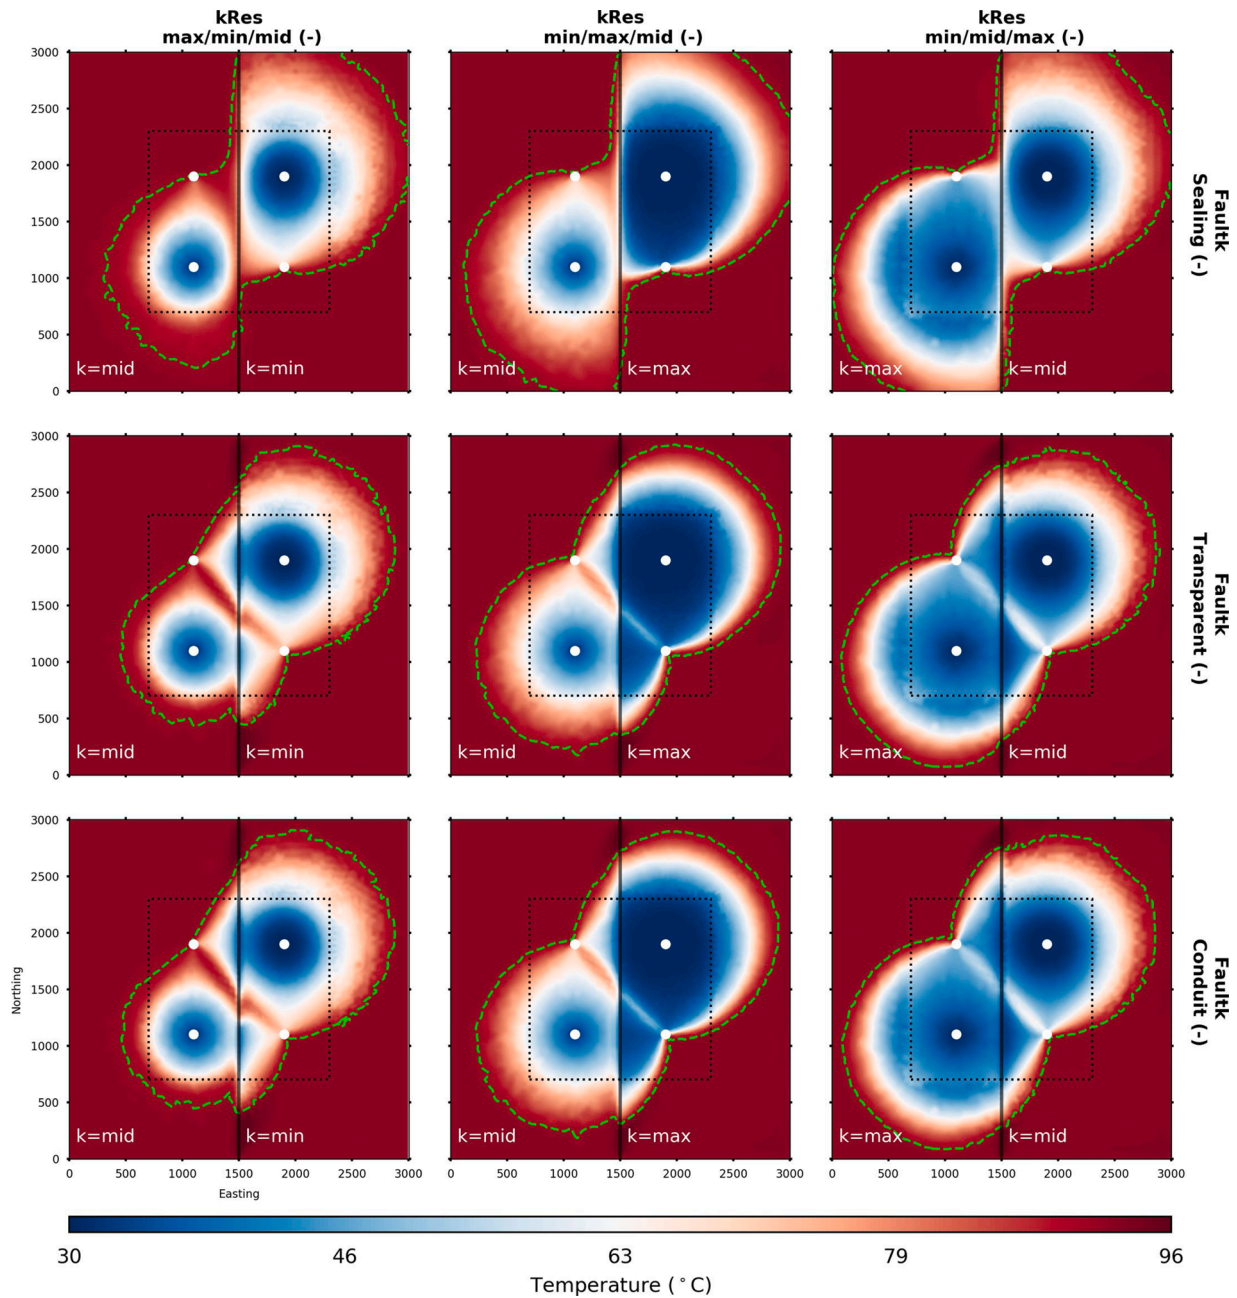 kRes
max/min/mid (-)
kRes
min/max/mid (-)
kRes
min/mid/max (-)
3000
2500
2000
1500
1000
500
0
k=mid
k=min
k=mid
k=max
k=max
k=mid
Faultk
Sealing (-)
3000
2500
2000
1500
1000
500
0
k=mid
k=min
k=mid
k=max
k=max
k=mid
Faultk
Transparent (-)
Northing
3000
2500
2000
1500
1000
500
0
k=mid
k=min
k=mid
k=max
k=max
k=mid
Faultk
Conduit (-)
0 500 1000 1500 2000 2500 3000
0 500 1000 1500 2000 2500 3000
0 500 1000 1500 2000 2500 3000
Easting
30 46 63 79 96
Temperature (°C)